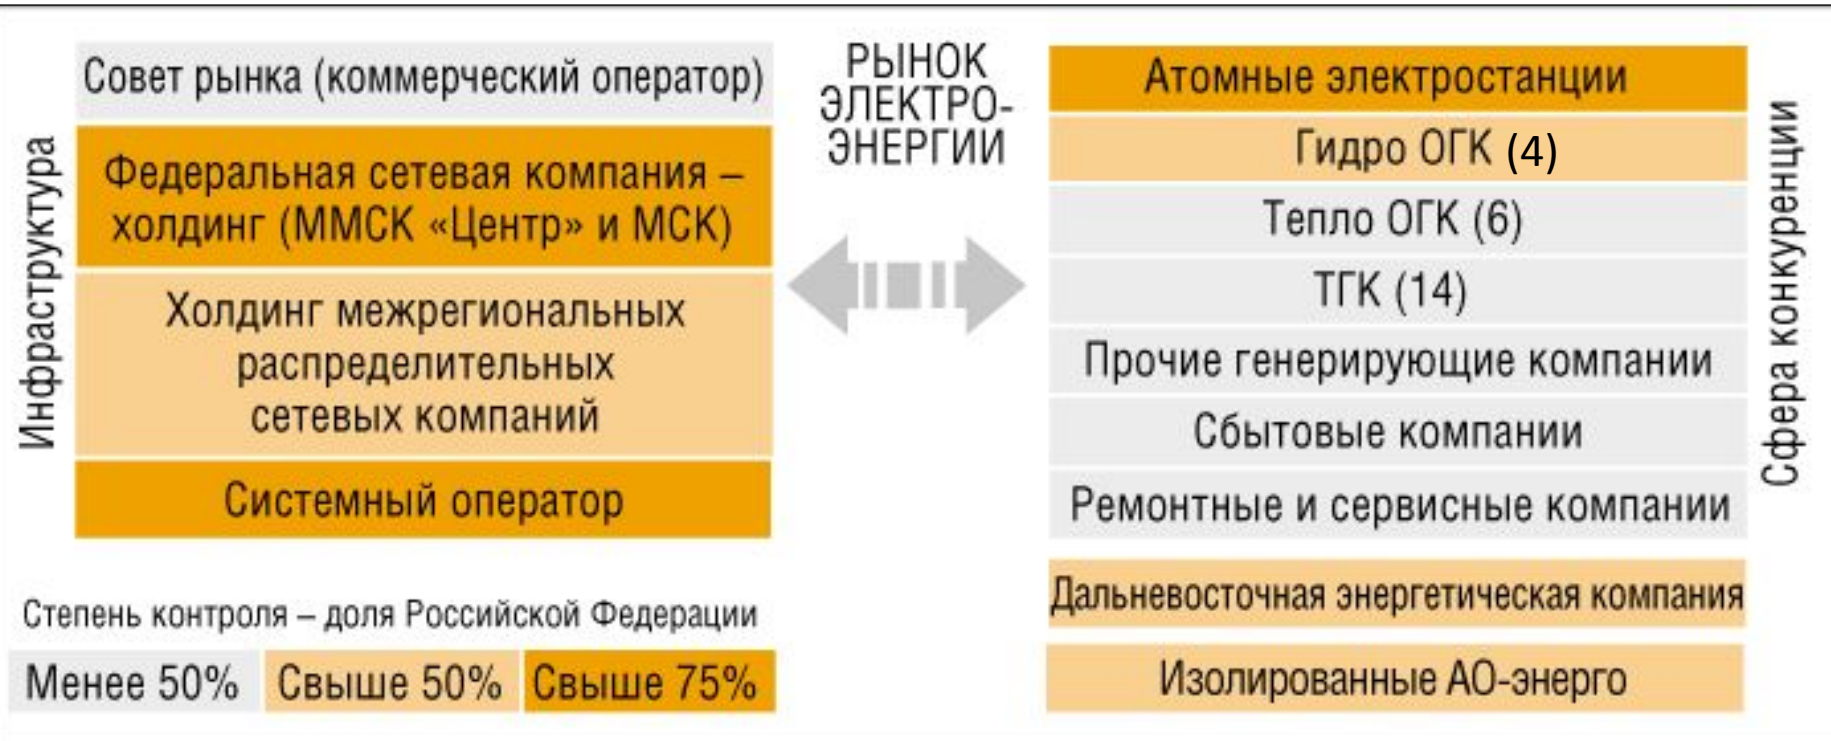 Инфраструктура
Совет рынка (коммерческий оператор)
Федеральная сетевая компания –
холдинг (ММСК «Центр» и МСК)
Холдинг межрегиональных
распределительных
сетевых компаний
Системный оператор
Степень контроля – доля Российской Федерации
Менее 50%
Свыше 50%
Свыше 75%
РЫНОК
ЭЛЕКТРО-
ЭНЕРГИИ
Атомные электростанции
Гидро ОГК (4)
Тепло ОГК (6)
ТГК (14)
Прочие генерирующие компании
Сбытовые компании
Ремонтные и сервисные компании
Дальневосточная энергетическая компания
Изолированные АО-энерго
Сфера конкуренции